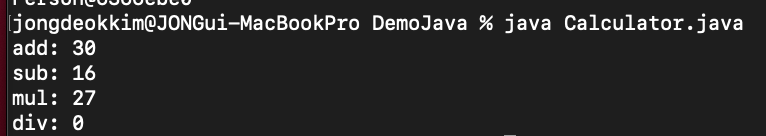 jongdeokkim@JONGui-MacBookPro DemoJava % java Calculator.java
add: 30
sub: 16
mul: 27
div: 0